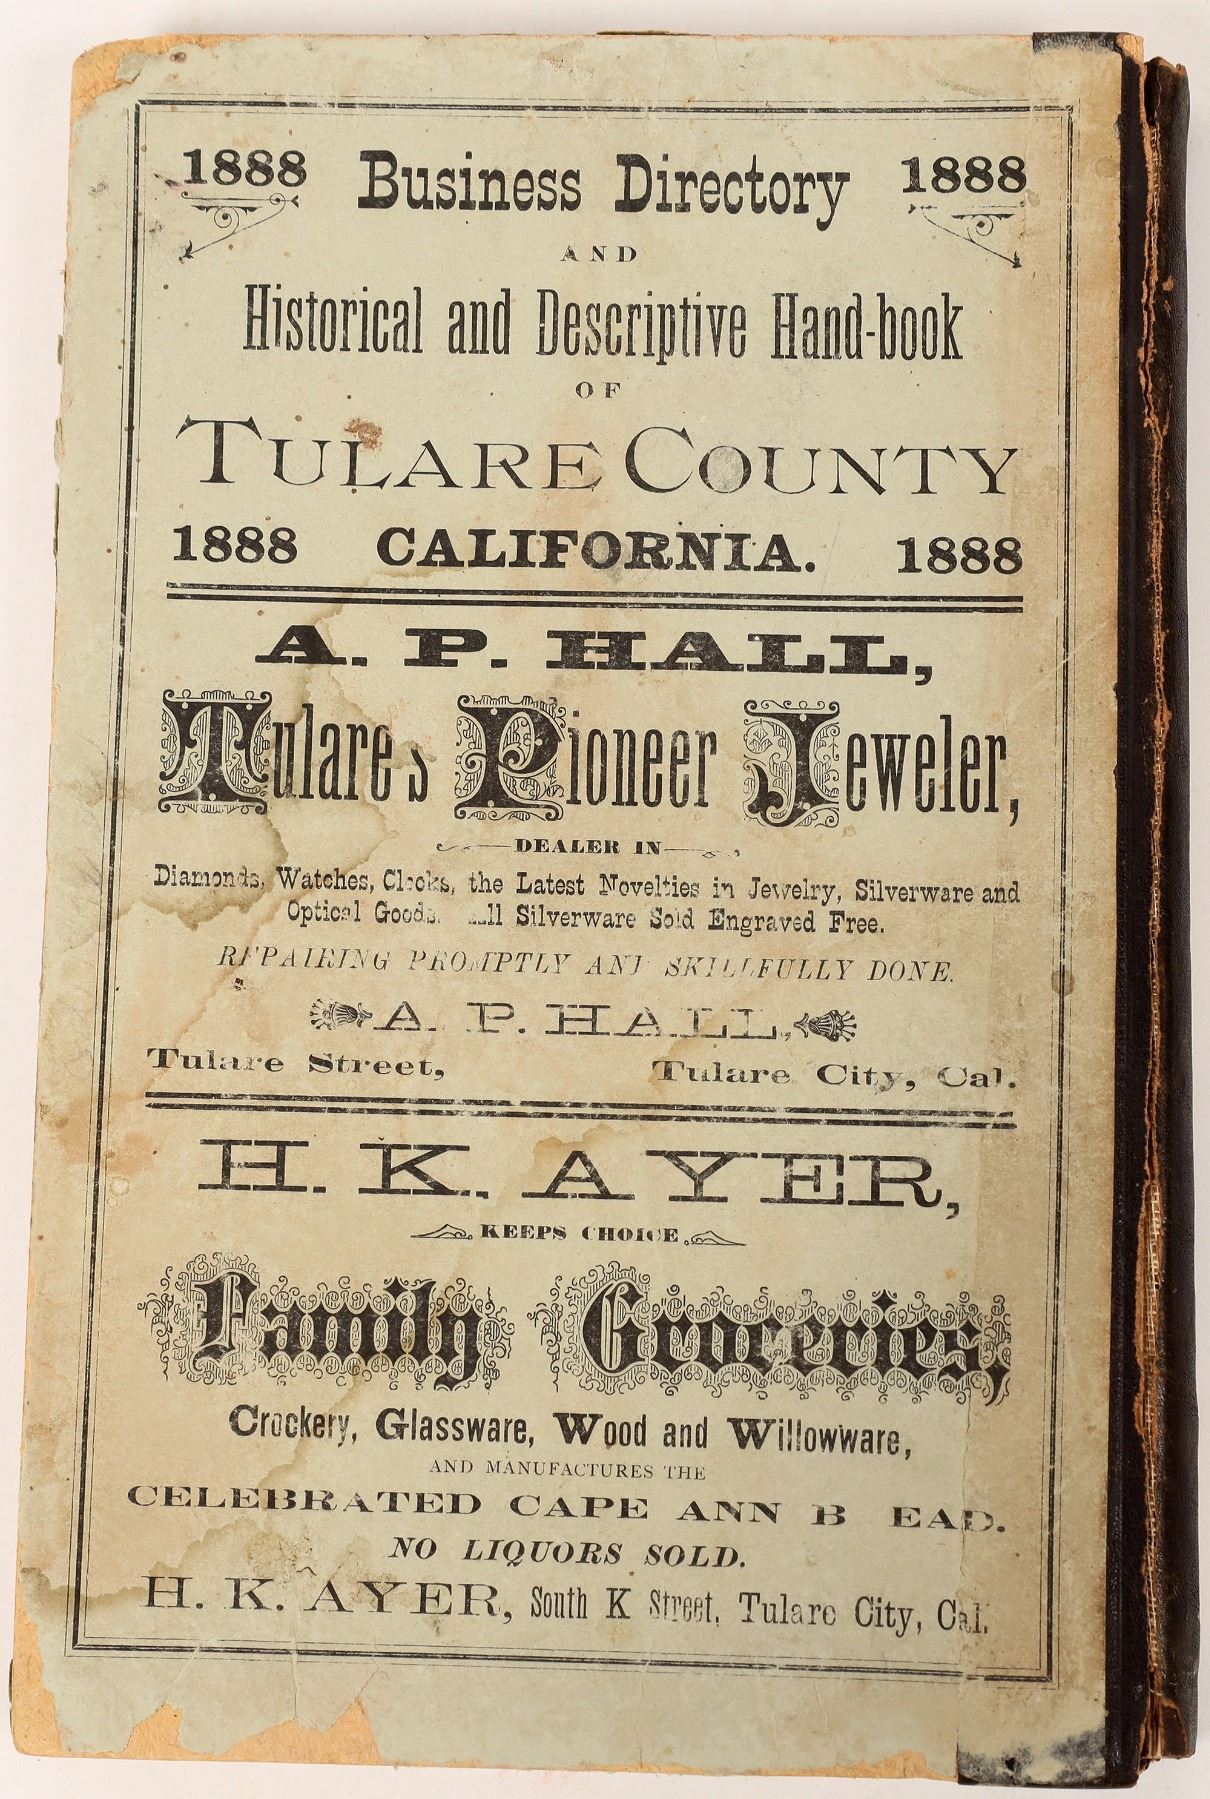 1888 Business Directory 1888
AND
Historical and Descriptive Hand-book
OF
TULARE COUNTY
1888 CALIFORNIA. 1888
A. P. HALL,
Tulare's Pioneer Jeweler,
DEALER IN
Diamonds, Watches, Clocks, the Latest Novelties in Jewelry, Silverware and
Optical Goods. All Silverware Sold Engraved Free.
REPAIRING PROMPTLY AND SKILLFULLY DONE.
A. P. HALL,
Tulare Street, Tulare City, Cal.
H. K. AYER,
KEEPS CHOICE
Family Groceries,
Crockery, Glassware, Wood and Willowware,
AND MANUFACTURES THE
CELEBRATED CAPE ANN B EAD.
NO LIQUORS SOLD.
H. K. AYER, South K Street, Tulare City, Cal.